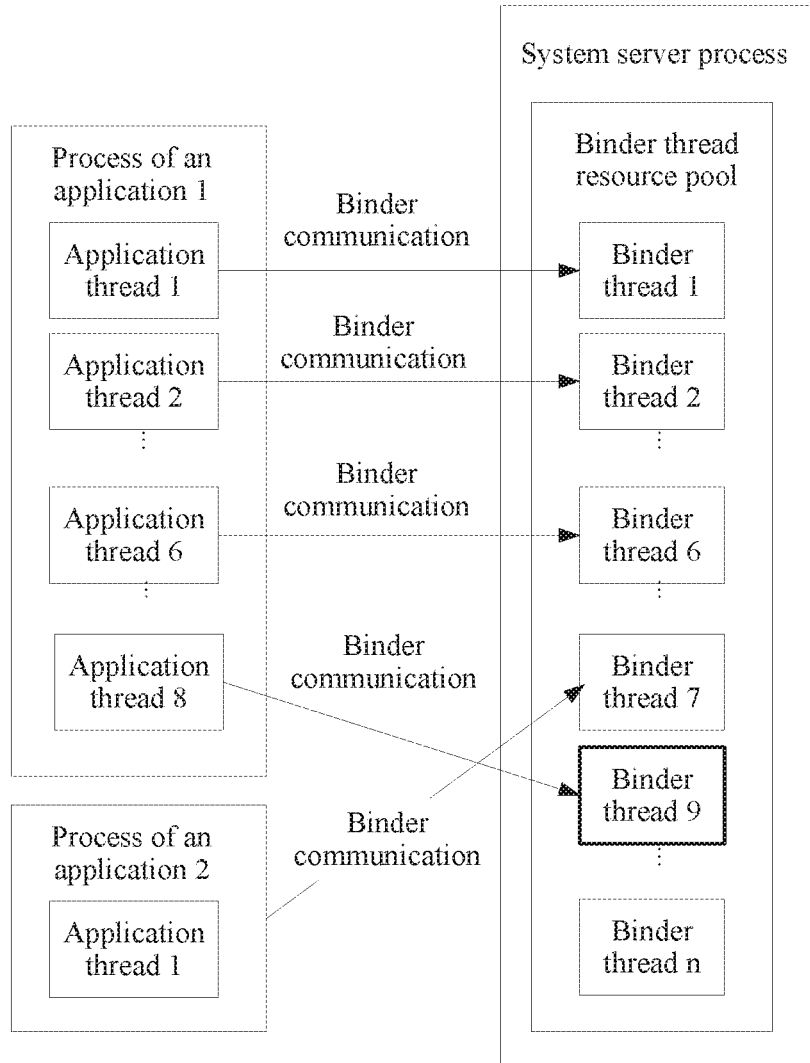 System server process
Process of an
application 1
Binder thread
resource pool
Application
thread 1
Binder
communication
Binder
thread 1
Application
thread 2
Binder
communication
Binder
thread 2
⋮
⋮
Application
thread 6
Binder
communication
Binder
thread 6
⋮
⋮
Application
thread 8
Binder
communication
Binder
thread 7
Binder
thread 9
⋮
Process of an
application 2
Binder
communication
Application
thread 1
Binder
thread n